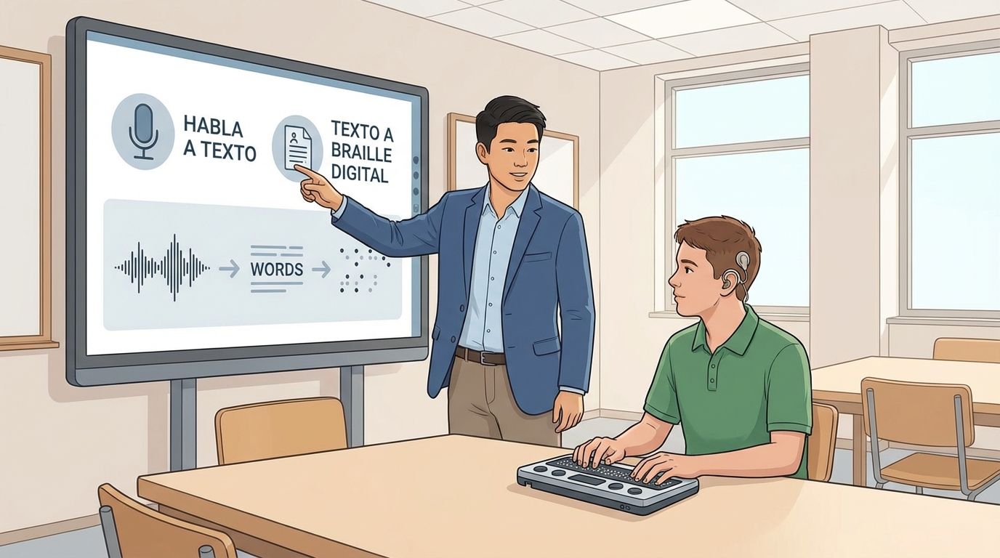 HABLA
A TEXTO
TEXTO A
BRAILLE
DIGITAL
WORDS